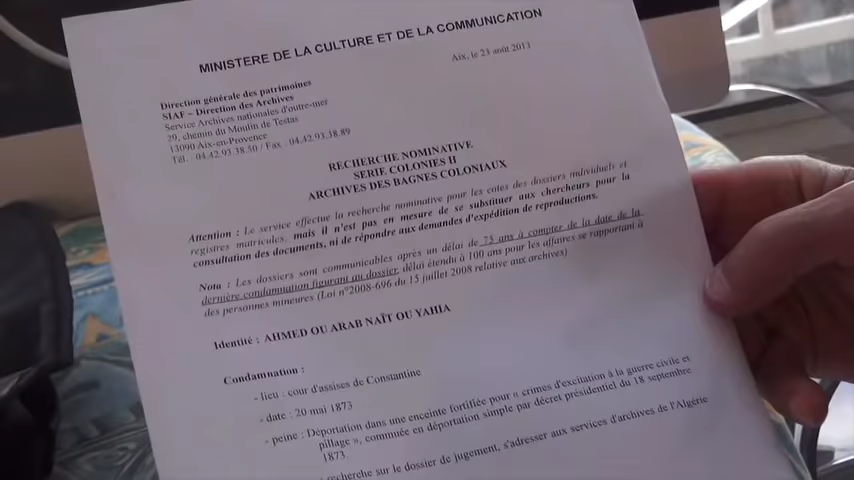 MINISTERE DE LA CULTURE ET DE LA COMMUNICATION
Aix, le 23 août 2013
Direction générale des patrimoines
SIAF – Direction des Archives
Service Archives nationales d'outre-mer
29, chemin du Moulin de Testas
13090 Aix-en-Provence
Tél. : 04.42.93.38.50 / Fax : 04.42.93.38.89
RECHERCHE NOMINATIVE
SERIE COLONIES H
ARCHIVES DES BAGNES COLONIAUX
Attention : Le service effectue la recherche nominative pour les cotes des dossiers individuels et
registres matricules, mais il n'est pas en mesure de se substituer aux chercheurs pour la
consultation des documents, ni de répondre aux demandes d'expédition de reproductions.
Nota : Les dossiers sont communicables après un délai de 75 ans à compter de la date de la
dernière condamnation figurant au dossier, délai étendu à 100 ans pour les affaires se rapportant à
des personnes mineures (Loi n°2008-696 du 15 juillet 2008 relative aux archives)
Identité : AHMED OU ARAB NAÏT OU YAHIA
Condamnation :
- lieu : cour d'assises de Constantine
- date : 20 mai 1873
- peine : Déportation dans une enceinte fortifiée pour « crimes d'excitation à la guerre civile et
pillage », commuée en déportation simple par décret présidentiel du 18 septembre
1873.
recherche sur le dossier de jugement, s'adresser aux services d'archives de l'Algérie